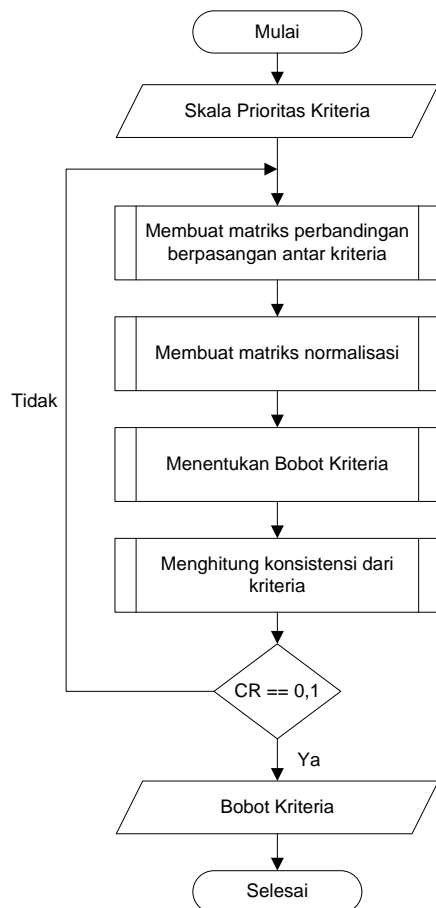 Mulai
Skala Prioritas Kriteria
Membuat matriks perbandingan
berpasangan antar kriteria
Membuat matriks normalisasi
Tidak
Menentukan Bobot Kriteria
Menghitung konsistensi dari
kriteria
CR == 0,1
Ya
Bobot Kriteria
Selesai